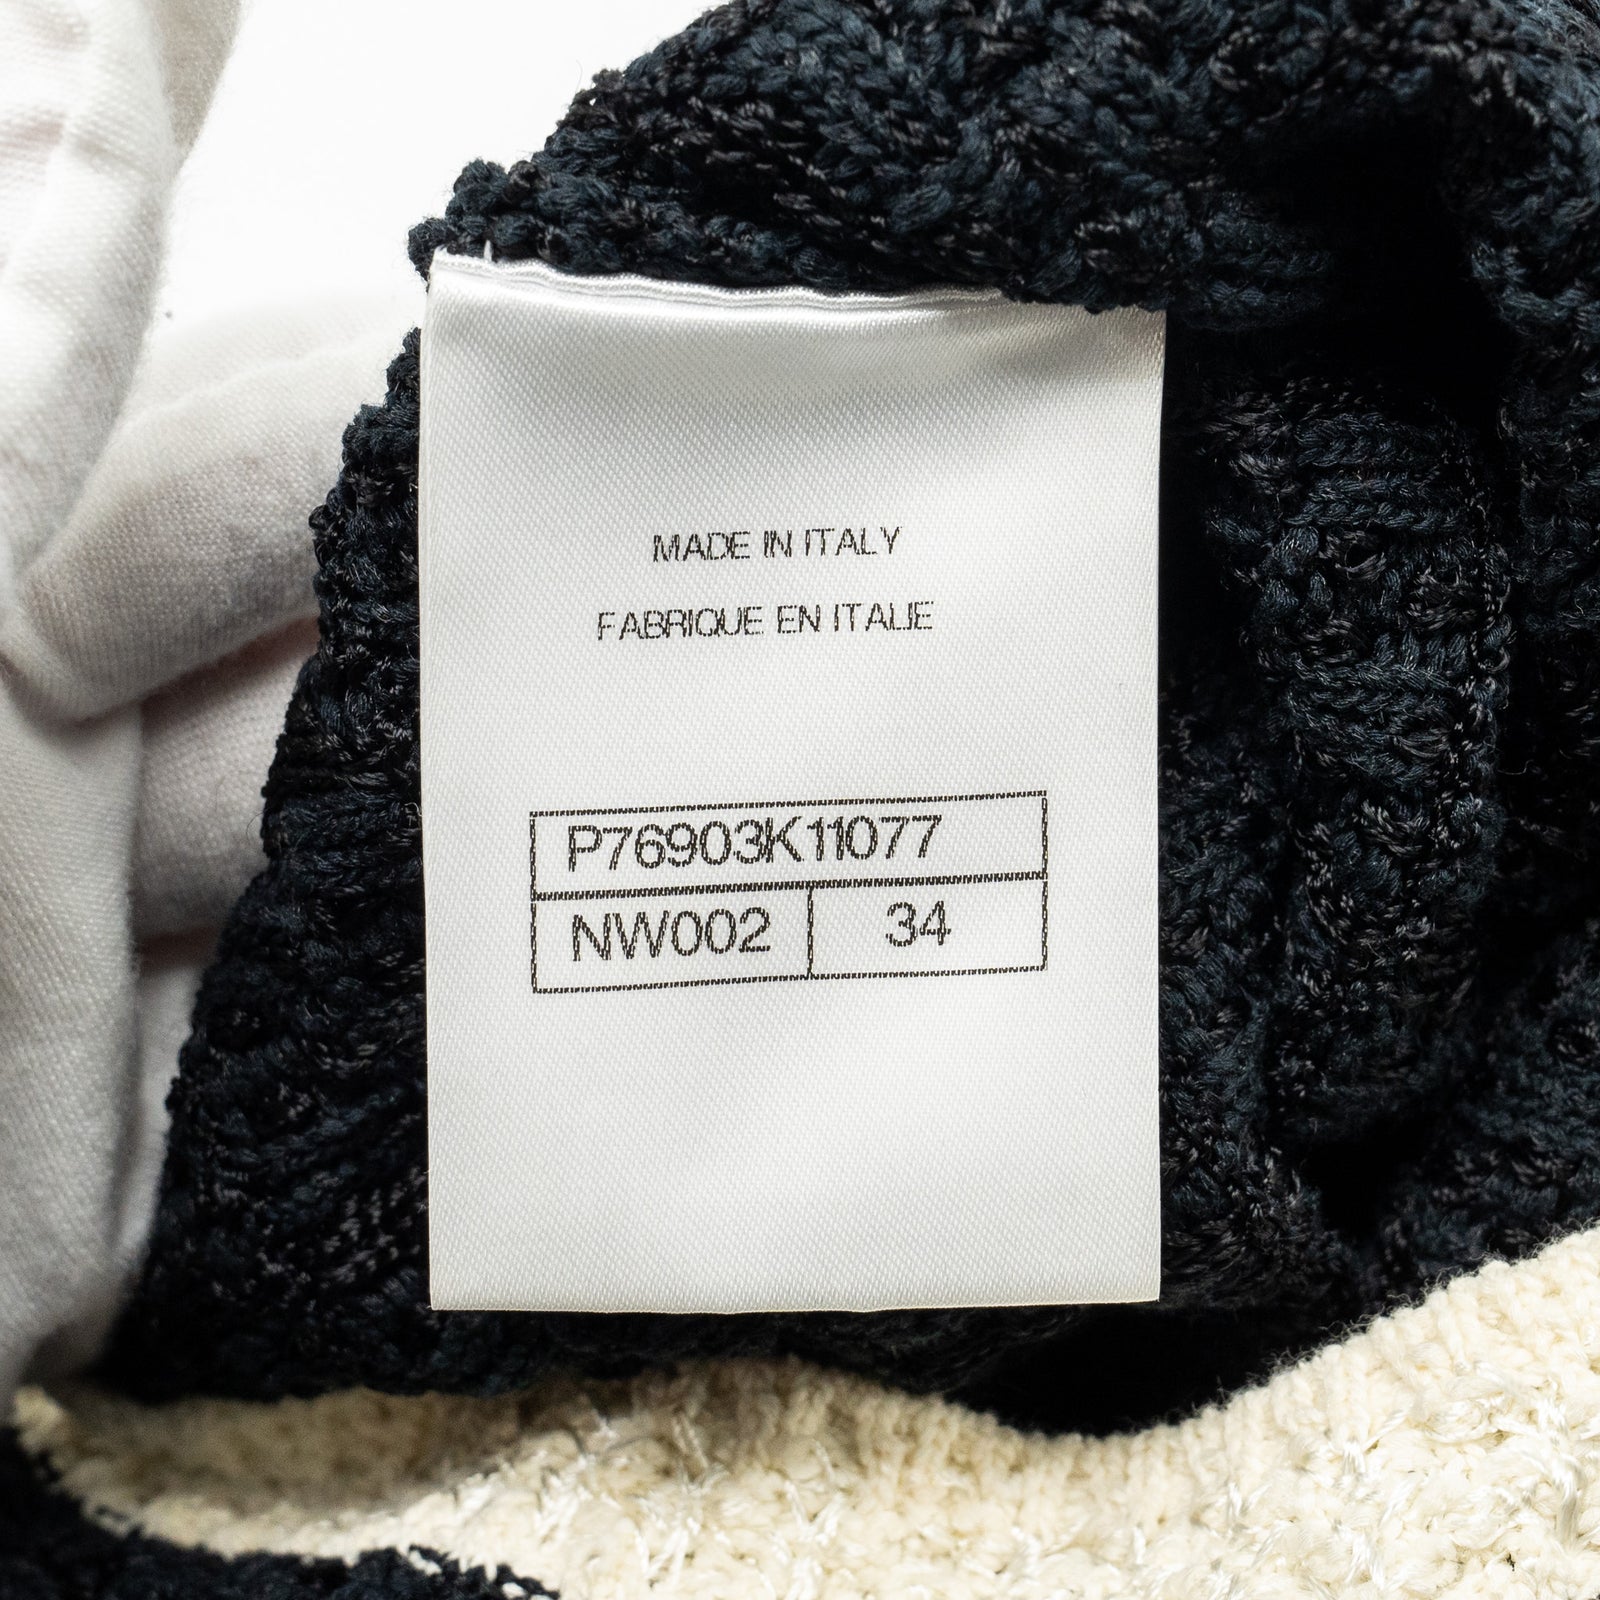 MADE IN ITALY
FABRIQUE EN ITALIE
P76903K11077
NW002 34